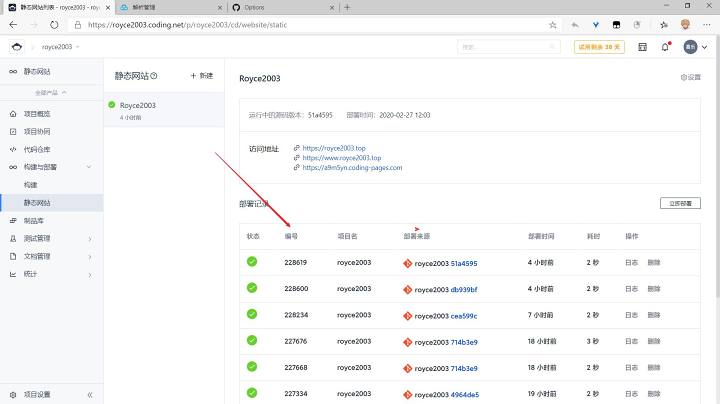 静态网站列表 - royce2003 - roy
解析管理
Options
https://royce2003.coding.net/p/royce2003/cd/website/static
royce2003
搜索...
试用剩余 30 天
静态网站
全部产品
项目概览
项目协同
代码仓库
构建与部署
构建
静态网站
制品库
测试管理
文档管理
统计
项目设置
静态网站
新建
Royce2003
4 小时前
Royce2003
设置
运行中的源码版本: 51a4595 部署时间: 2020-02-27 12:03
访问地址
https://royce2003.top
https://www.royce2003.top
https://a9m5yn.coding-pages.com
部署记录
立即部署
状态 编号 项目名 部署来源 部署时间 耗时 操作
228619 royce2003 royce2003 51a4595 4 小时前 2 秒 日志 删除
228600 royce2003 royce2003 db939bf 4 小时前 2 秒 日志 删除
228234 royce2003 royce2003 cea599c 7 小时前 2 秒 日志 删除
227676 royce2003 royce2003 714b3e9 18 小时前 3 秒 日志 删除
227668 royce2003 royce2003 714b3e9 18 小时前 2 秒 日志 删除
227334 royce2003 royce2003 4964de5 19 小时前 2 秒 日志 删除